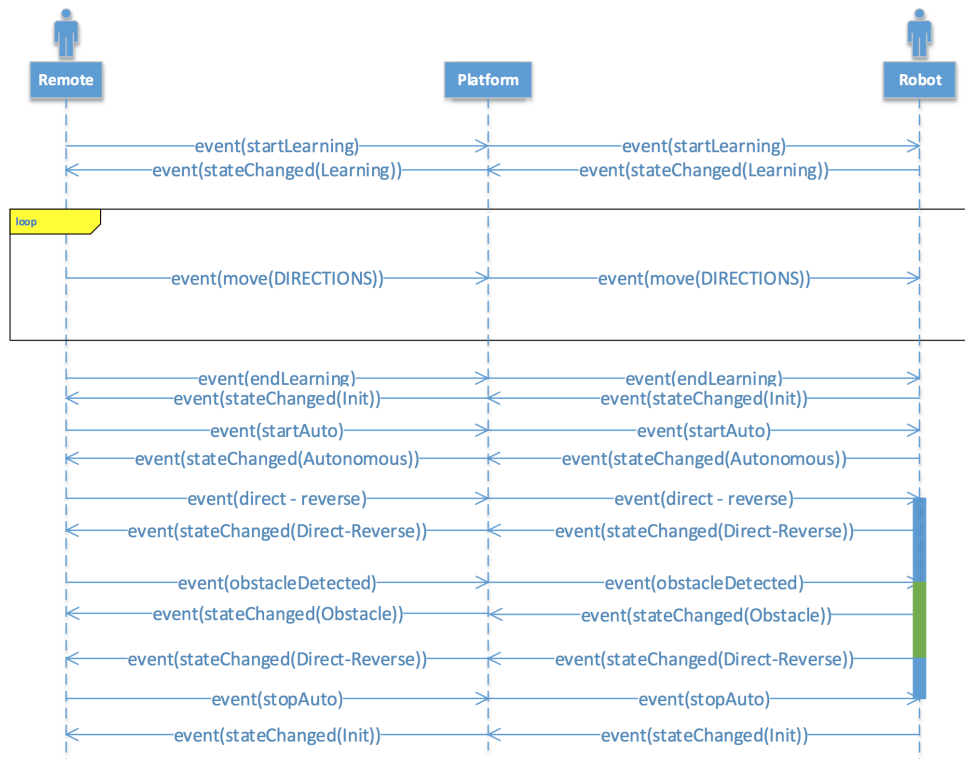 Remote Platform Robot
event(startLearning) event(startLearning)
event(stateChanged(Learning)) event(stateChanged(Learning))
loop
event(move(DIRECTIONS)) event(move(DIRECTIONS))
event(endLearning) event(endLearning)
event(stateChanged(Init)) event(stateChanged(Init))
event(startAuto) event(startAuto)
event(stateChanged(Autonomous)) event(stateChanged(Autonomous))
event(direct - reverse) event(direct - reverse)
event(stateChanged(Direct-Reverse)) event(stateChanged(Direct-Reverse))
event(obstacleDetected) event(obstacleDetected)
event(stateChanged(Obstacle)) event(stateChanged(Obstacle))
event(stateChanged(Direct-Reverse)) event(stateChanged(Direct-Reverse))
event(stopAuto) event(stopAuto)
event(stateChanged(Init)) event(stateChanged(Init))